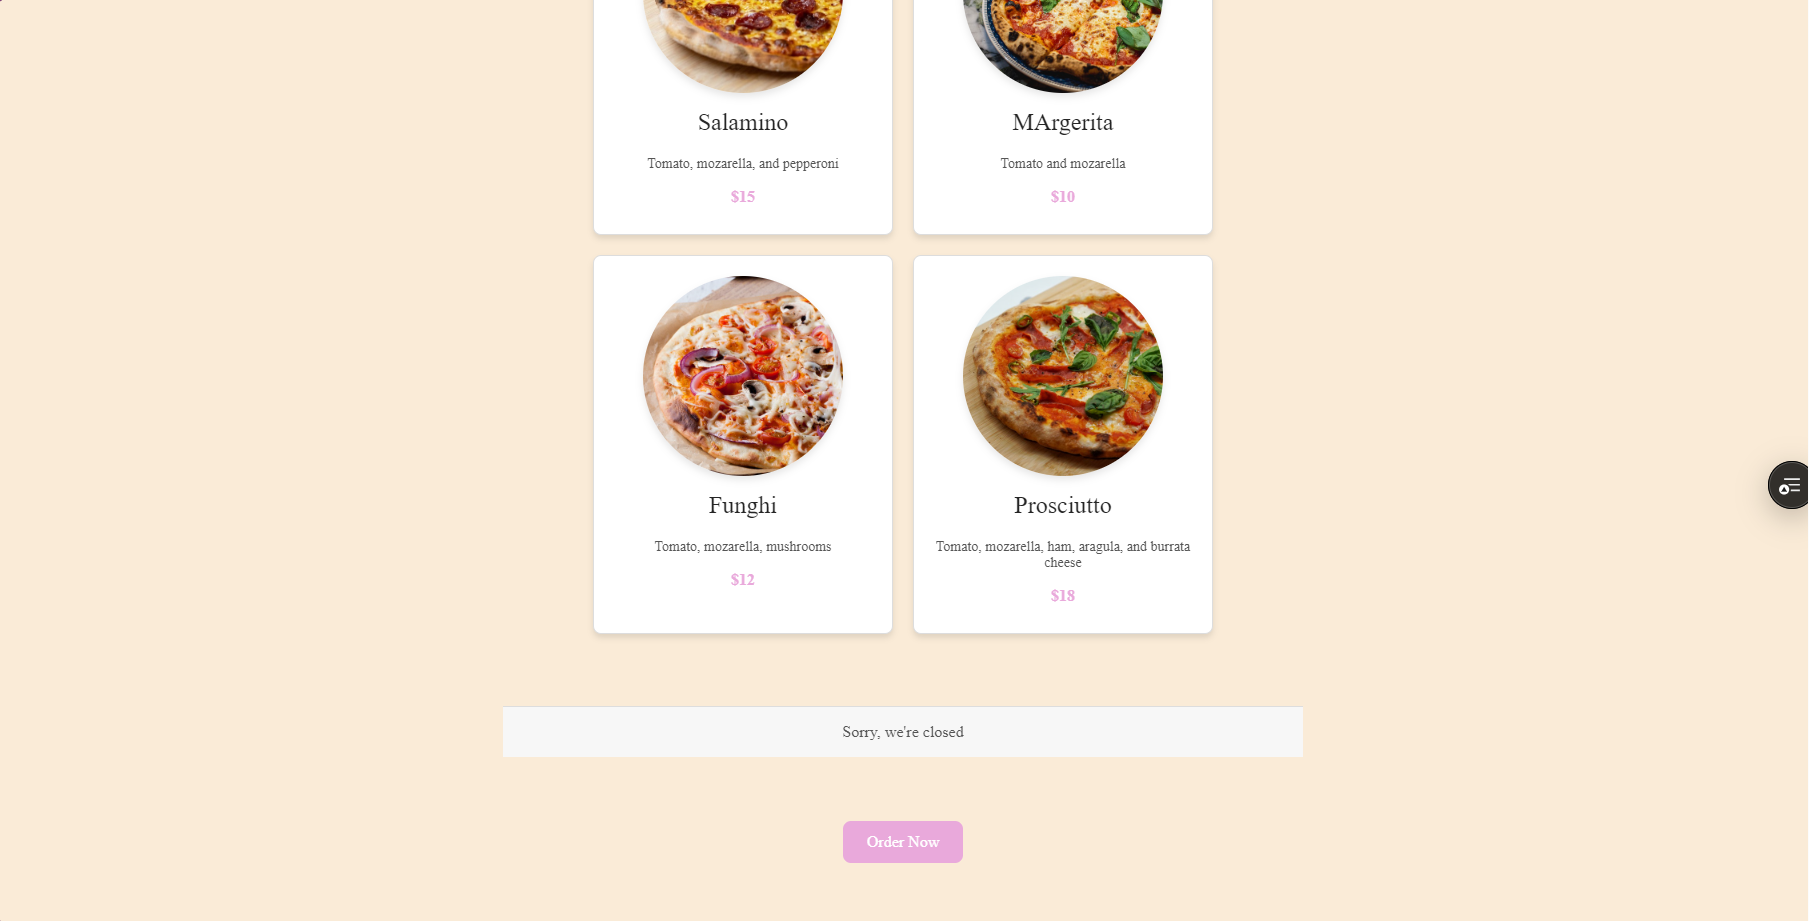 Salamino
Tomato, mozarella, and pepperoni
$15
MArgerita
Tomato and mozarella
$10
Funghi
Tomato, mozarella, mushrooms
$12
Prosciutto
Tomato, mozarella, ham, aragula, and burrata
cheese
$18
Sorry, we're closed
Order Now